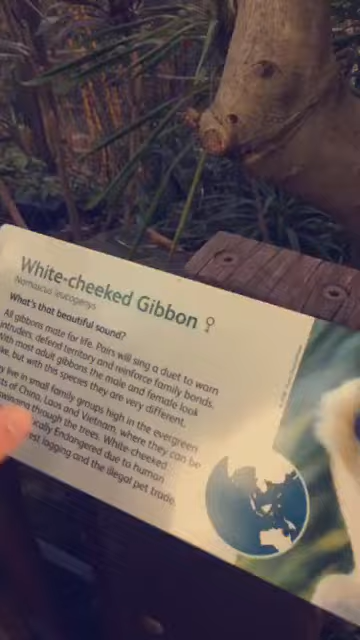 White-cheeked Gibbon
Nomascus leucogenys
What's that beautiful sound?
All gibbons mate for life. Pairs will sing a duet to warn
intruders, defend territory and reinforce family bonds.
With most adult gibbons the male and female look
but with this species they are very different.
live in small family groups high in the evergreen
of China, Laos and Vietnam, where they can be
through the trees. White-cheeked
Endangered due to human
logging and the illegal pet trade.